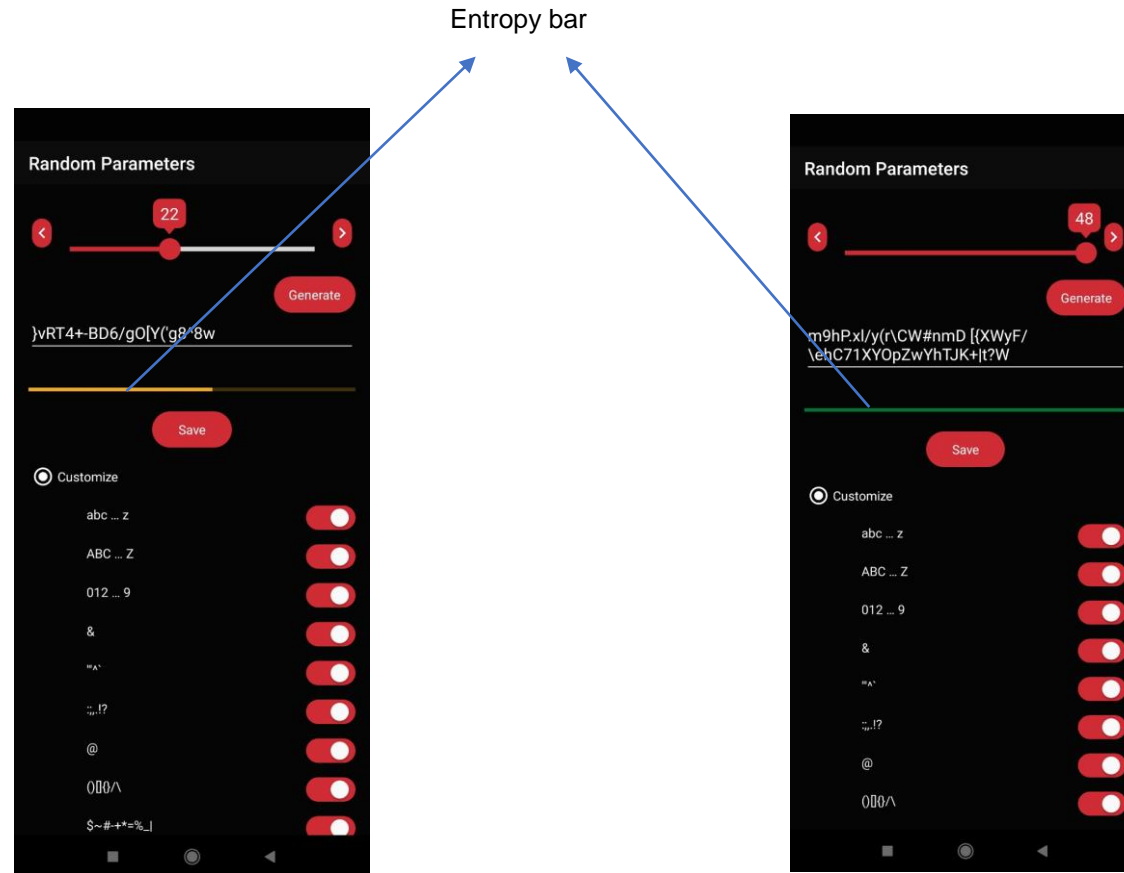 Entropy bar
Random Parameters
22
Generate
}vRT4+-BD6/gO[Y('g8^8w
Save
Customize
abc ... z
ABC ... Z
012 ... 9
&
"'^`
:;,.!?
@
()[]{}/\
$~#-+*=%_|
Random Parameters
48
Generate
m9hP.xl/y(r\CW#nmD [{XWyF/
\ehC71XYOpZwYhTJK+|t?W
Save
Customize
abc ... z
ABC ... Z
012 ... 9
&
"'^`
:;,.!?
@
()[]{}/\